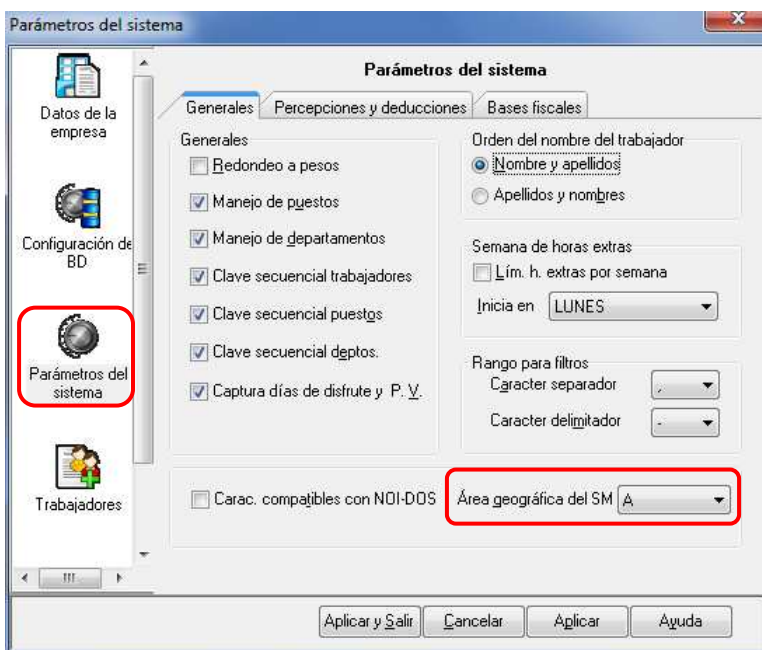 Parámetros del sistema
Datos de la
empresa
Configuración de
BD
Parámetros del
sistema
Trabajadores
Parámetros del sistema
Generales
Percepciones y deducciones
Bases fiscales
Generales
Redondeo a pesos
Manejo de puestos
Manejo de departamentos
Clave secuencial trabajadores
Clave secuencial puestos
Clave secuencial deptos.
Captura días de disfrute y P. V.
Orden del nombre del trabajador
Nombre y apellidos
Apellidos y nombres
Semana de horas extras
Lím. h. extras por semana
Inicia en LUNES
Rango para filtros
Caracter separador ,
Caracter delimitador -
Carac. compatibles con NOI-DOS
Área geográfica del SM A
Aplicar y Salir
Cancelar
Aplicar
Ayuda